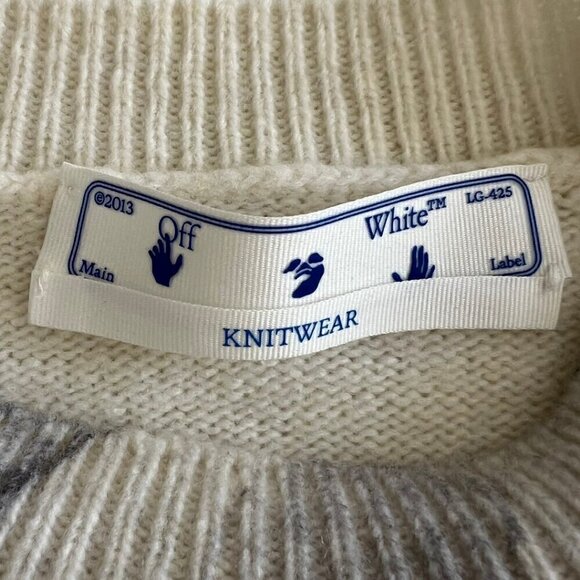 ©2013 Off White™ LG-425
Main Label
KNITWEAR